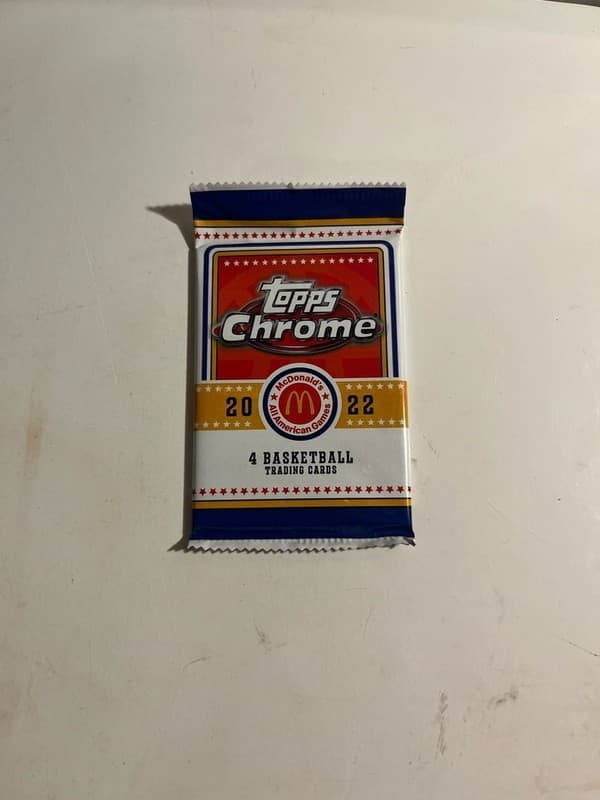 Topps
Chrome
McDonald's
20 22
All American Games
4 BASKETBALL
TRADING CARDS